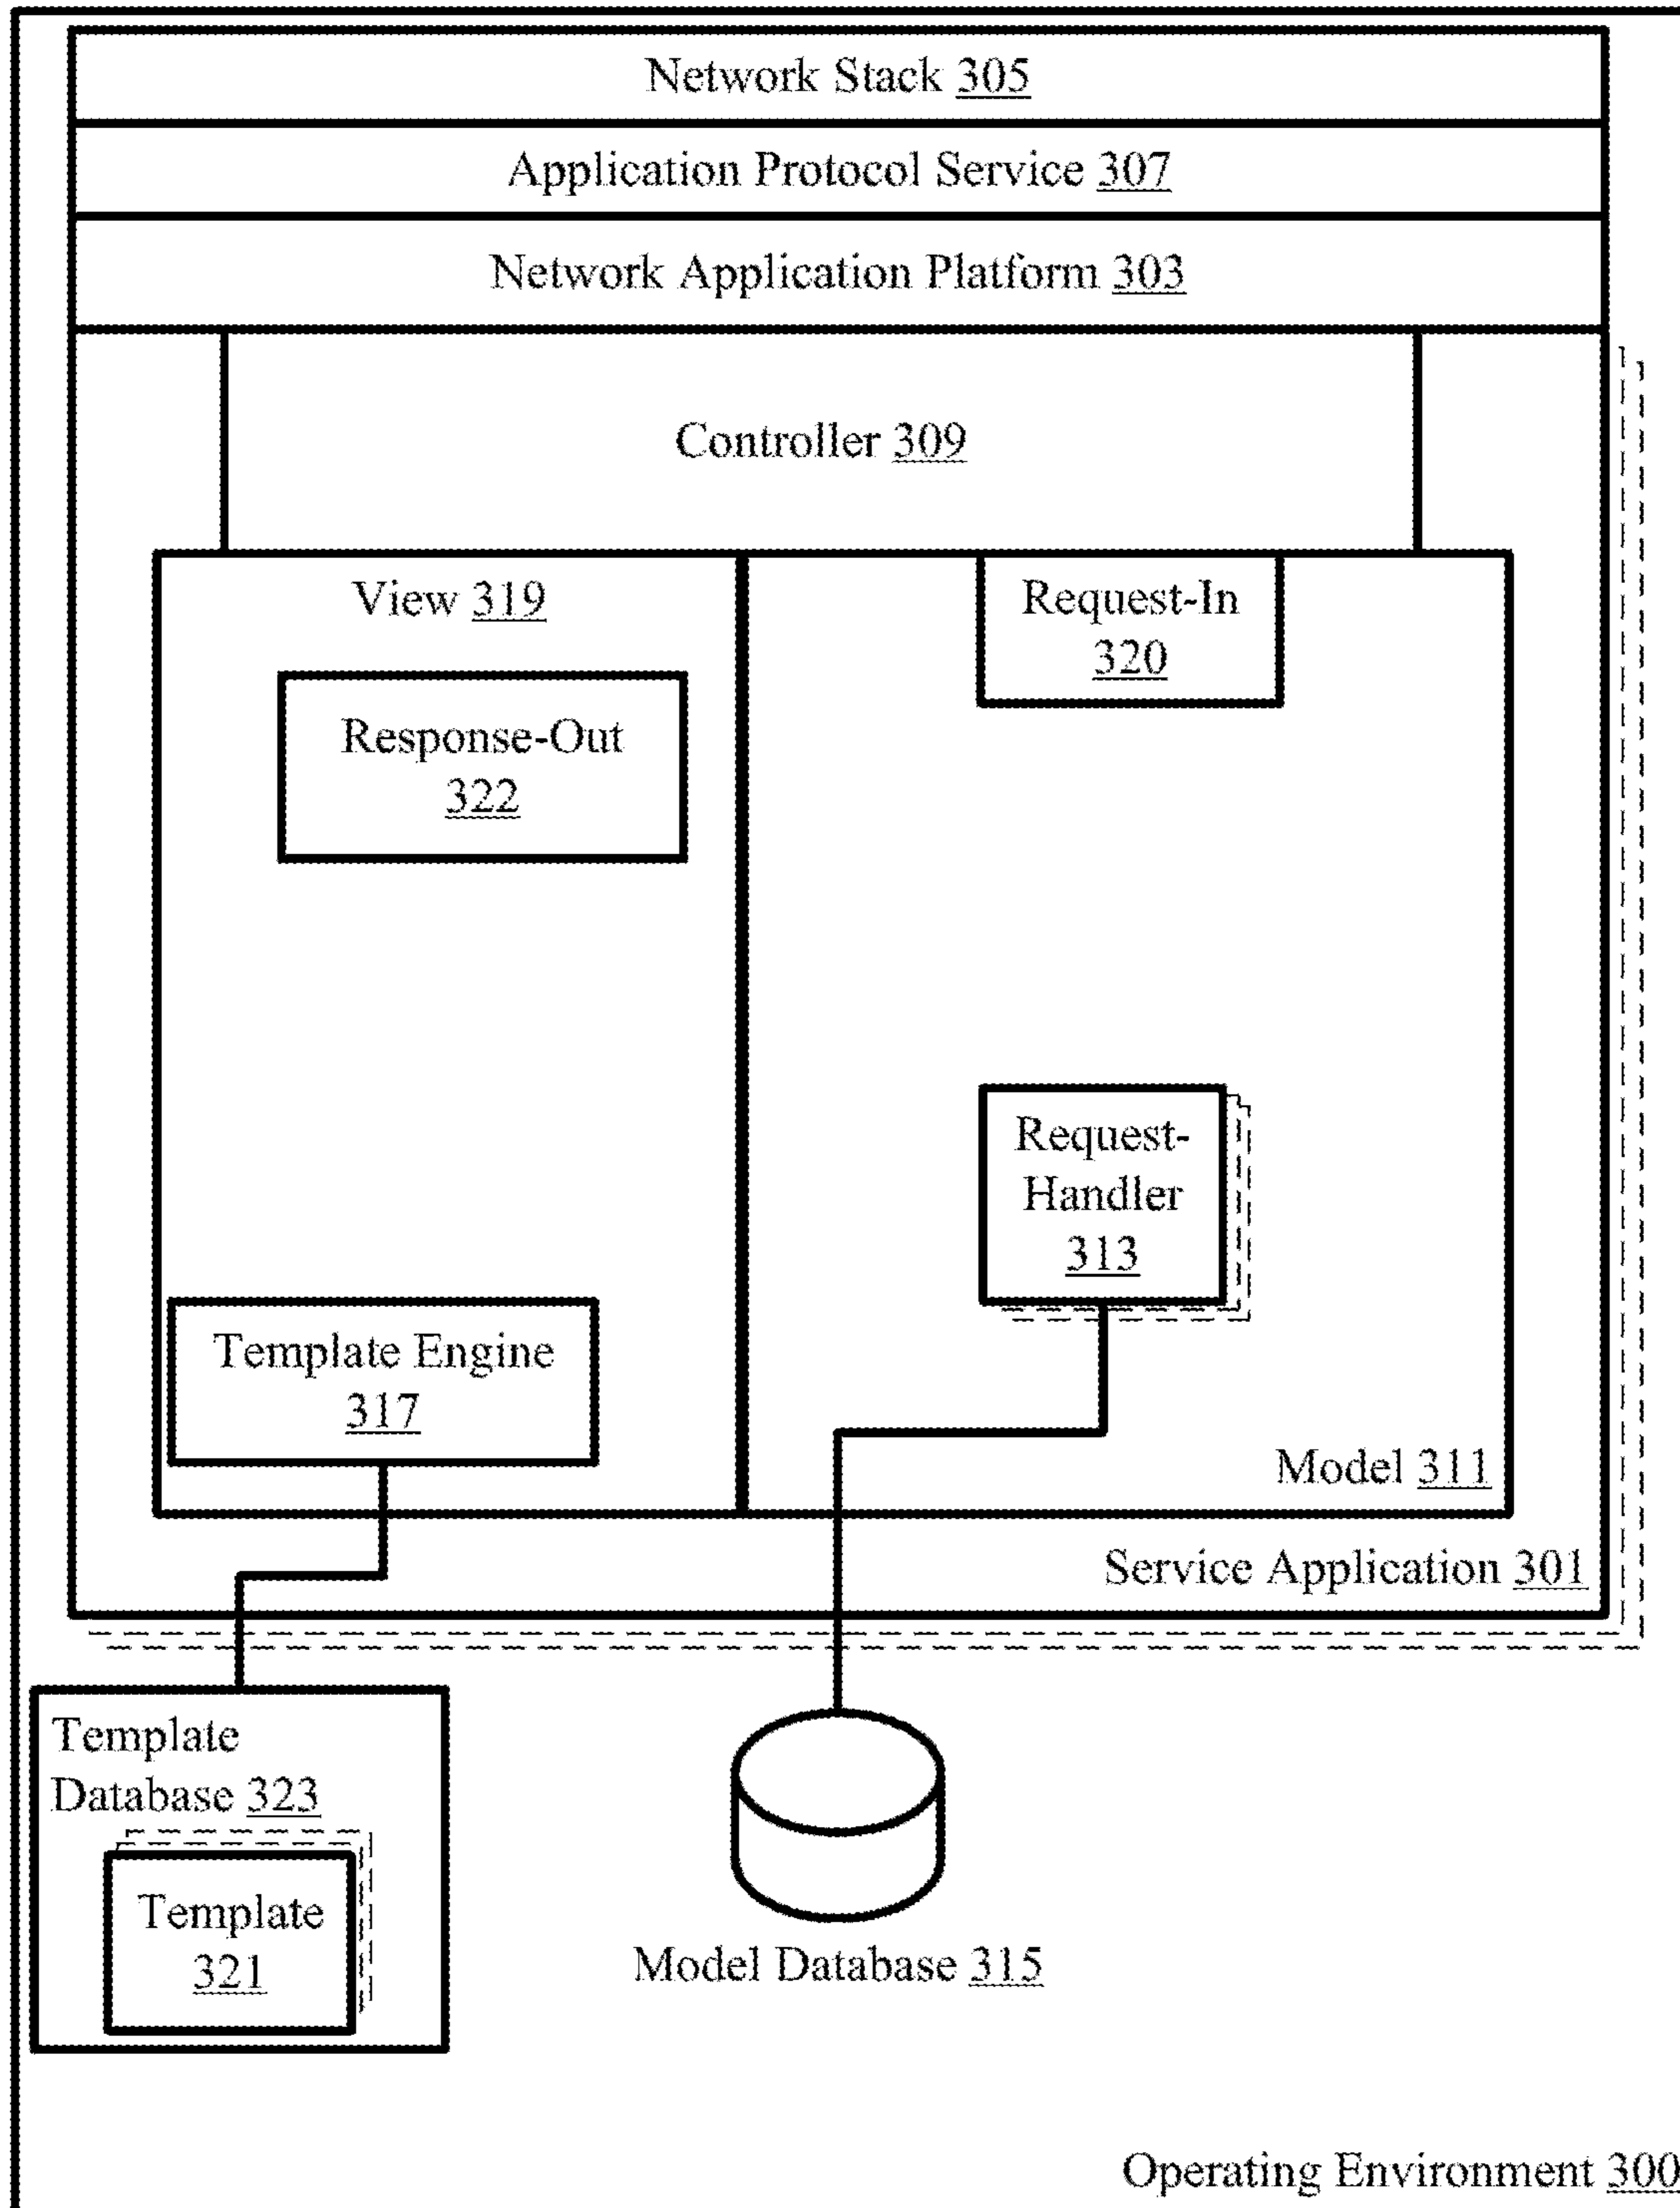 Network Stack 305
Application Protocol Service 307
Network Application Platform 303
Controller 309
View 319
Request-In
320
Response-Out
322
Request-
Handler
313
Template Engine
317
Model 311
Service Application 301
Template
Database 323
Template
321
Model Database 315
Operating Environment 300